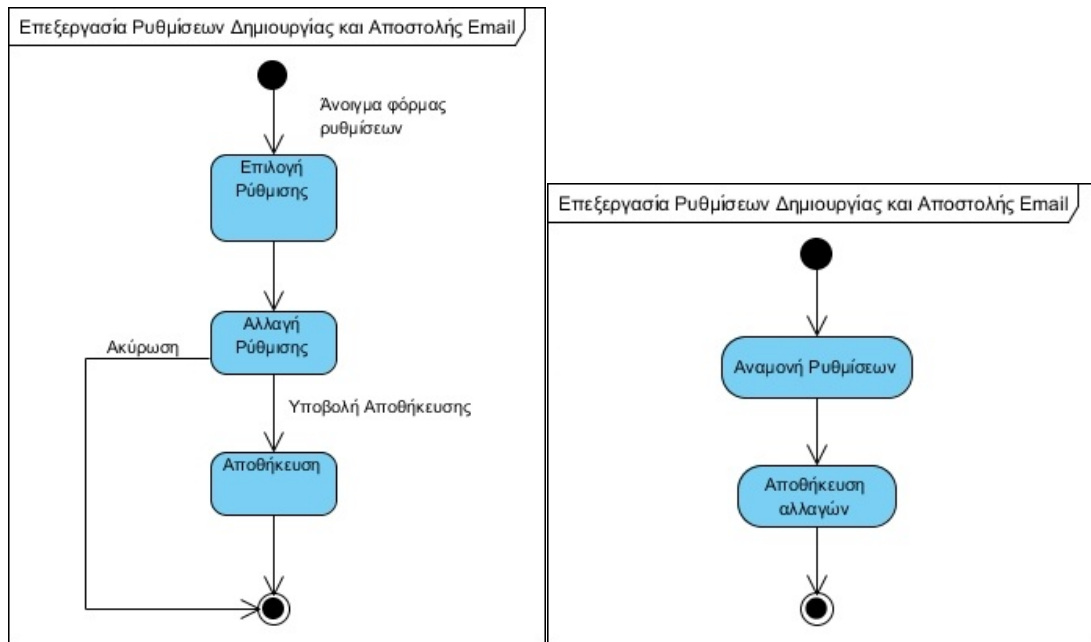 Επεξεργασία Ρυθμίσεων Δημιουργίας και Αποστολής Email
Άνοιγμα φόρμας
ρυθμίσεων
Επιλογή
Ρύθμισης
Αλλαγή
Ρύθμισης
Ακύρωση
Υποβολή Αποθήκευσης
Αποθήκευση
Επεξεργασία Ρυθμίσεων Δημιουργίας και Αποστολής Email
Αναμονή Ρυθμίσεων
Αποθήκευση
αλλαγών